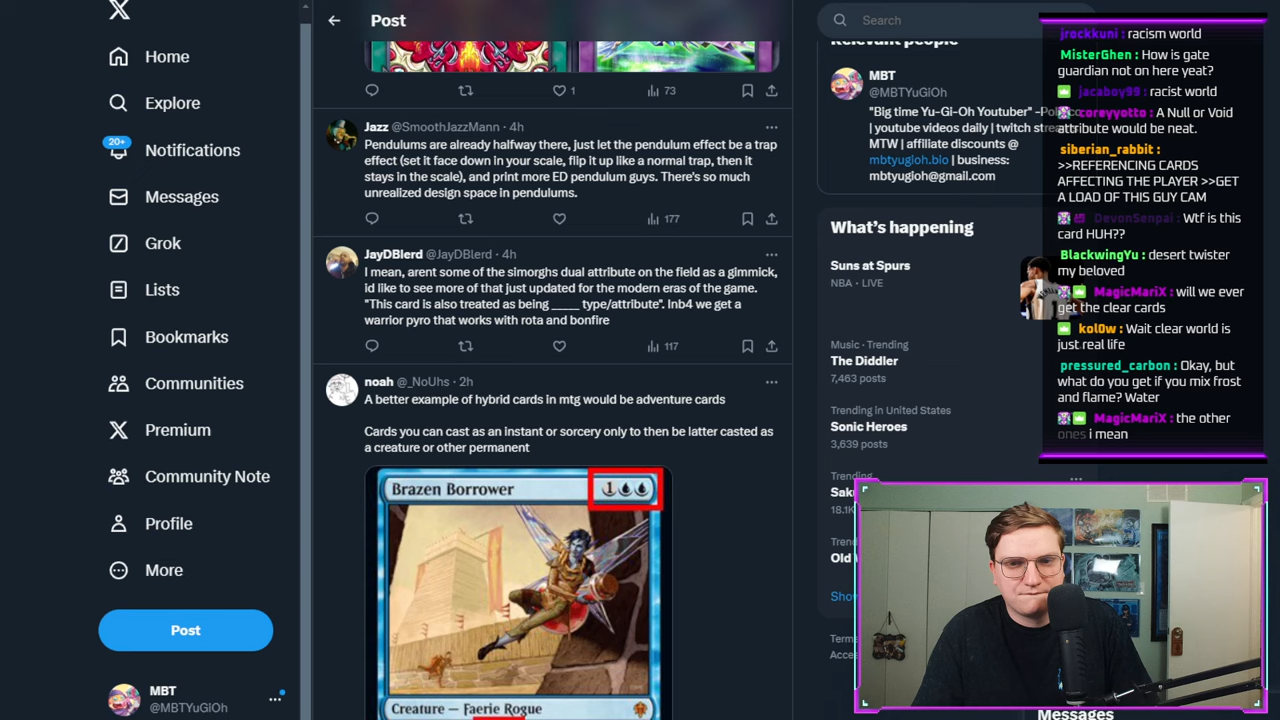 Home
Explore
20+
Notifications
Messages
Grok
Lists
Bookmarks
Communities
Premium
Community Note
Profile
More
Post
MBT
@MBTYuGiOh
Post
1
73
Jazz @SmoothJazzMann · 4h
Pendulums are already halfway there, just let the pendulum effect be a trap
effect (set it face down in your scale, flip it up like a normal trap, then it
stays in the scale), and print more ED pendulum guys. There's so much
unrealized design space in pendulums.
177
JayDBlerd @JayDBlerd · 4h
I mean, arent some of the simorghs dual attribute on the field as a gimmick,
id like to see more of that just updated for the modern eras of the game.
"This card is also treated as being ____ type/attribute". Inb4 we get a
warrior pyro that works with rota and bonfire
117
noah @_NoUhs · 2h
A better example of hybrid cards in mtg would be adventure cards
cards you can cast as an instant or sorcery only to then be latter casted as
a creature or other permanent
Brazen Borrower
1
Creature — Faerie Rogue
Search
Relevant people
MBT
@MBTYuGiOh
"Big time Yu-Gi-Oh Youtuber" -
| youtube videos daily | twitch
MTW | affiliate discounts @
mbtyugioh.bio | business:
mbtyugioh@gmail.com
What's happening
Suns at Spurs
NBA · LIVE
Music · Trending
The Diddler
7,463 posts
Trending in United States
Sonic Heroes
3,639 posts
Trending
18.1K
Old
Messages
jrockkuni : racism world
MisterGhen : How is gate
guardian not on here yeat?
jacaboy99 : racist world
coreyyotto : A Null or Void
attribute would be neat.
siberian_rabbit :
>>REFERENCING CARDS
AFFECTING THE PLAYER >>GET
A LOAD OF THIS GUY CAM
DevonSenpai : Wtf is this
card HUH??
BlackwingYu : desert twister
my beloved
MagicMariX : will we ever
get the clear cards
kol0w : Wait clear world is
just real life
pressured_carbon : Okay, but
what do you get if you mix frost
and flame? Water
MagicMariX : the other
ones i mean